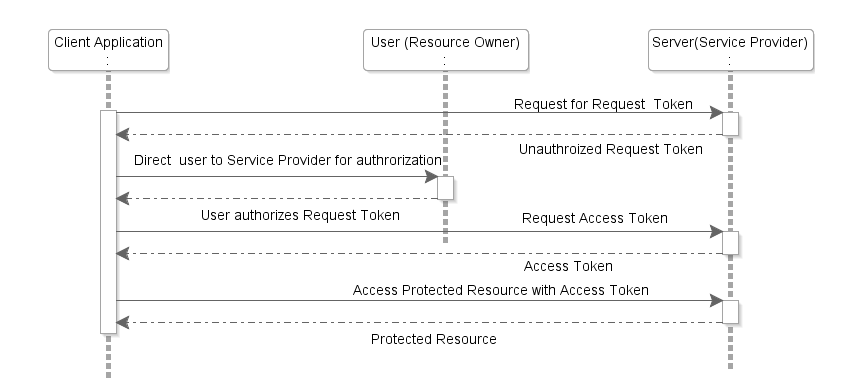 Client Application
:
User (Resource Owner)
:
Server(Service Provider)
:
Request for Request  Token
Unauthroized Request Token
Direct  user to Service Provider for authrorization
User authorizes Request Token
Request Access Token
Access Token
Access Protected Resource with Access Token
Protected Resource